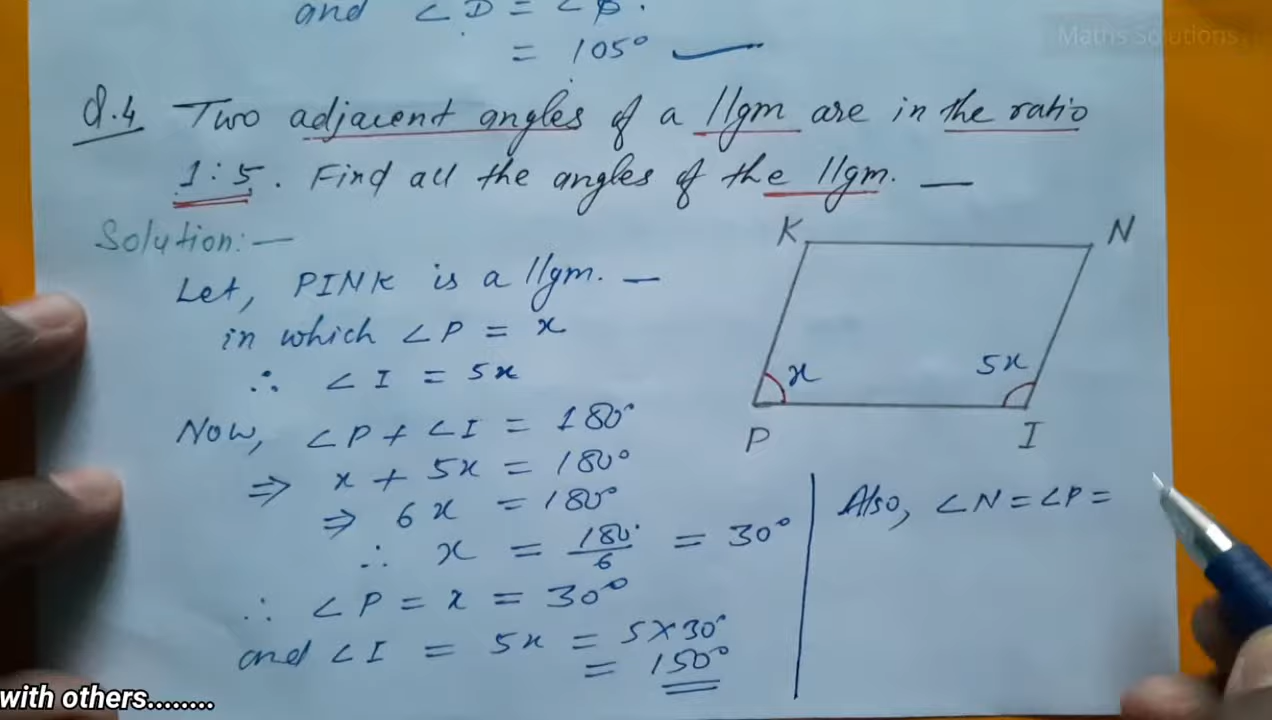 and ∠D = ∠B.
= 105°
Maths Solutions
Q.4 Two adjacent angles of a ||gm are in the ratio
1:5. Find all the angles of the ||gm. —
Solution:—
Let, PINK is a ||gm. —
in which ∠P = x
∴ ∠I = 5x
Now, ∠P + ∠I = 180°
⇒ x + 5x = 180°
⇒ 6x = 180°
∴ x = 180°/6 = 30°
∴ ∠P = x = 30°
and ∠I = 5x = 5×30°
= 150°
K N
x 5x
P I
Also, ∠N = ∠P =
with others........